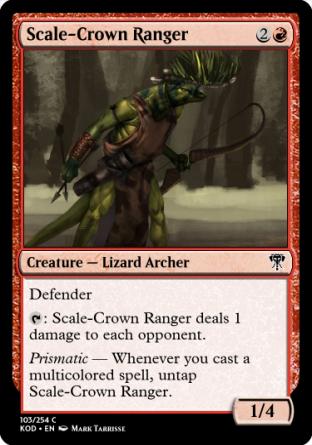 Scale-Crown Ranger 2
Creature — Lizard Archer
Defender
: Scale-Crown Ranger deals 1
damage to each opponent.
Prismatic — Whenever you cast a
multicolored spell, untap
Scale-Crown Ranger.
1/4
103/254 C
KOD • EN Mark Tarrisse